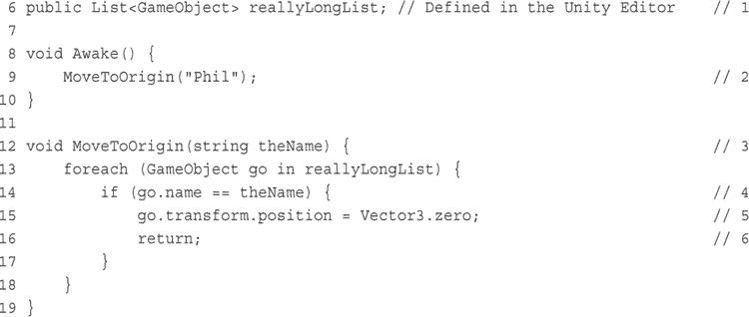 6 public List<GameObject> reallyLongList; // Defined in the Unity Editor // 1
7
8 void Awake() {
9 MoveToOrigin("Phil"); // 2
10 }
11
12 void MoveToOrigin(string theName) { // 3
13 foreach (GameObject go in reallyLongList) {
14 if (go.name == theName) { // 4
15 go.transform.position = Vector3.zero; // 5
16 return; // 6
17 }
18 }
19 }